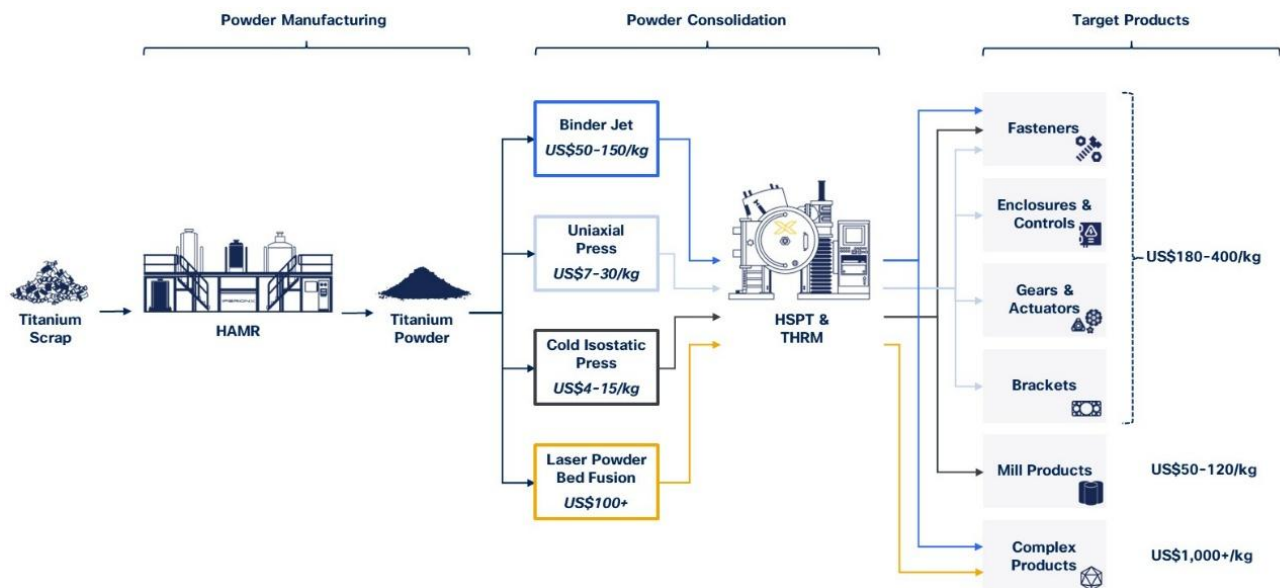 Powder Manufacturing
Powder Consolidation
Target Products
Titanium
Scrap
HAMR
Titanium
Powder
Binder Jet
US$50-150/kg
Uniaxial
Press
US$7-30/kg
Cold Isostatic
Press
US$4-15/kg
Laser Powder
Bed Fusion
US$100+
HSPT &
THRM
Fasteners
Enclosures &
Controls
Gears &
Actuators
Brackets
US$180-400/kg
Mill Products
US$50-120/kg
Complex
Products
US$1,000+/kg